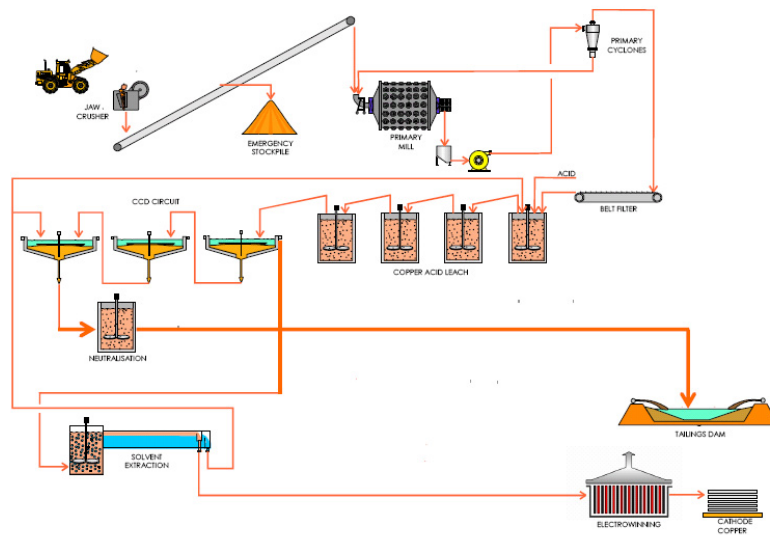 PRIMARY
CYCLONES
JAW -
CRUSHER
EMERGENCY
STOCKPILE
PRIMARY
MILL
ACID
BELT FILTER
CCD CIRCUIT
COPPER ACID LEACH
NEUTRALISATION
TAILINGS DAM
SOLVENT
EXTRACTION
ELECTROWINNING
CATHODE
COPPER